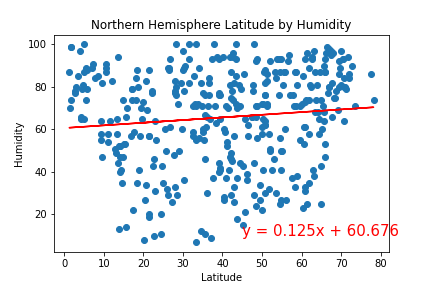 Northern Hemisphere Latitude by Humidity
100
80
60
40
20
Humidity
y = 0.125x + 60.676
0 10 20 30 40 50 60 70 80
Latitude